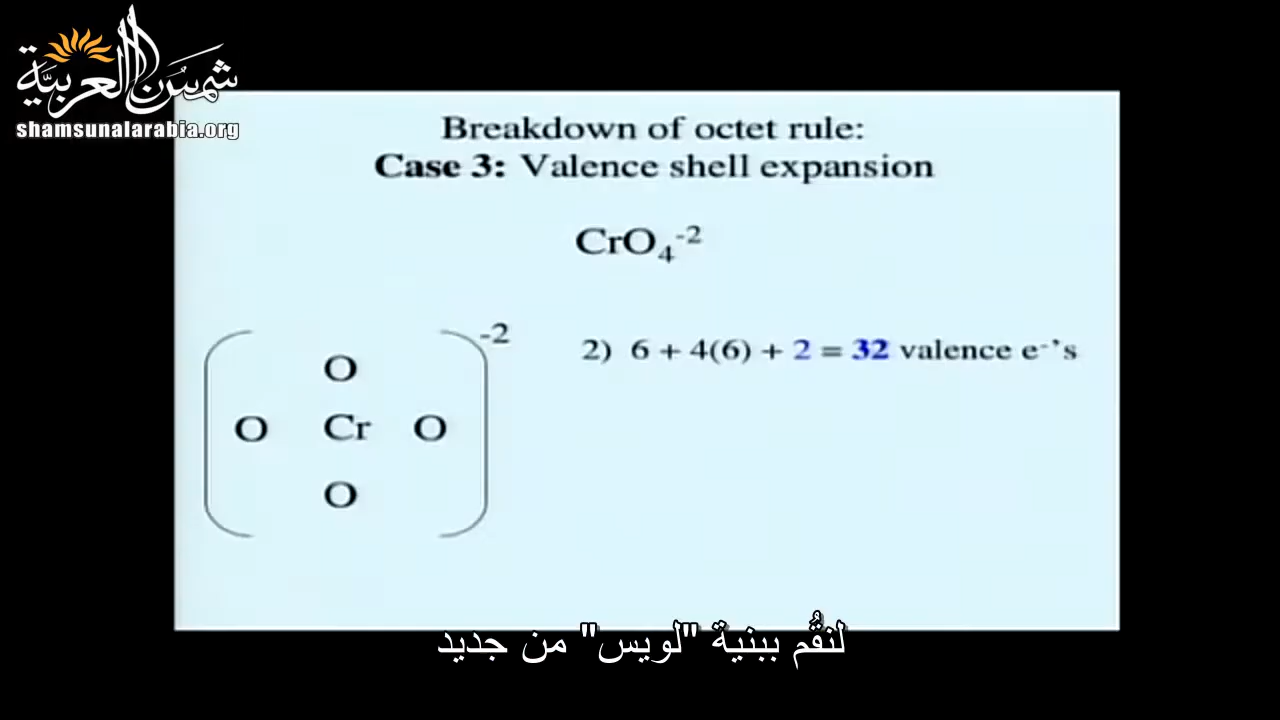 شمس العربية
shamsunalarabia.org
Breakdown of octet rule:
Case 3: Valence shell expansion
CrO₄⁻²
-2
2) 6 + 4(6) + 2 = 32 valence e⁻'s
O
O Cr O
O
لنقُم ببنية "لويس" من جديد